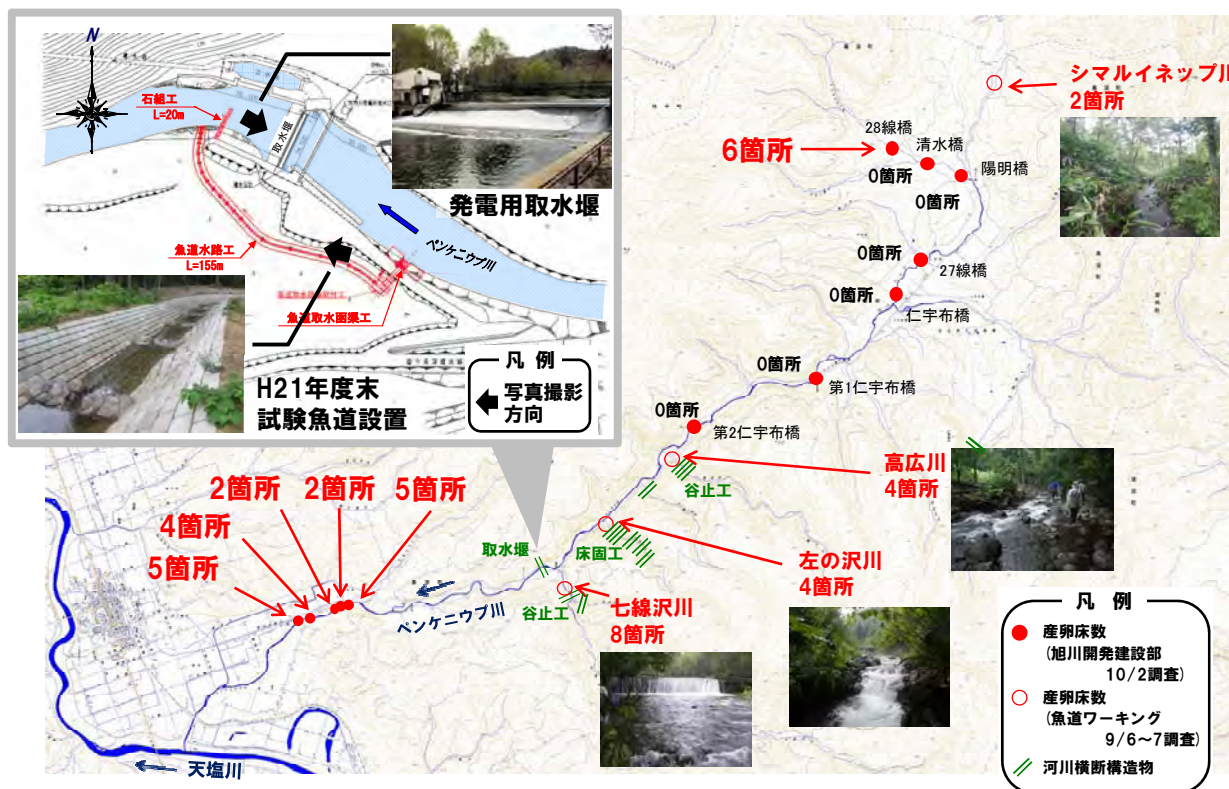 N
石組工
L=20m
取水堰
発電用取水堰
ペンケニウプ川
魚道水路工
L=155m
魚道取水函渠工
H21年度末
試験魚道設置
凡 例
写真撮影
方向
シマルイネップ川
2箇所
28線橋
清水橋
6箇所
陽明橋
0箇所
0箇所
0箇所
27線橋
0箇所
仁宇布橋
0箇所
第1仁宇布橋
0箇所
第2仁宇布橋
高広川
4箇所
谷止工
2箇所
2箇所
5箇所
4箇所
5箇所
取水堰
床固工
左の沢川
4箇所
谷止工
七線沢川
8箇所
ペンケニウプ川
天塩川
凡 例
産卵床数
(旭川開発建設部
10/2調査)
産卵床数
(魚道ワーキング
9/6~7調査)
河川横断構造物